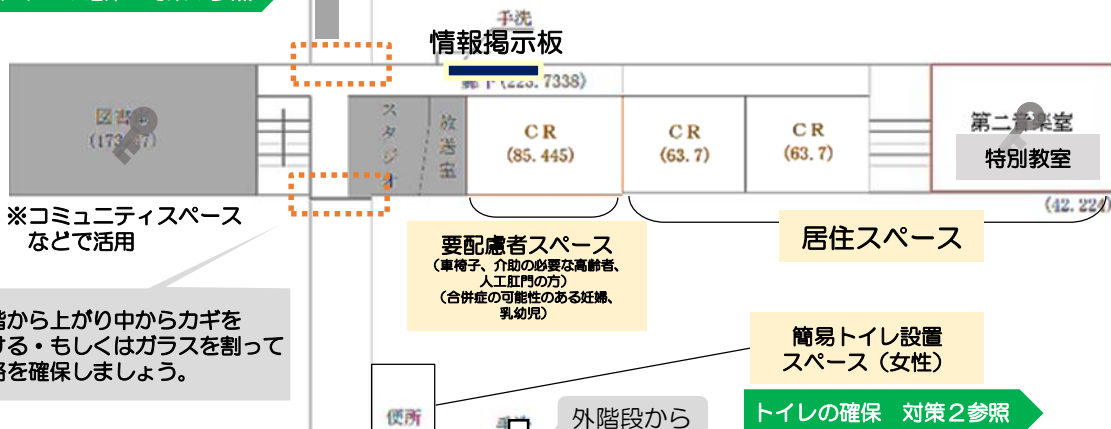 手洗
情報掲示板
廊下(223.7338)
図書室
スタジオ
放送室
CR
(85.445)
CR
(63.7)
CR
(63.7)
第二音楽室
特別教室
(42.224)
※コミュニティスペース
などで活用
要配慮者スペース
(車椅子、介助の必要な高齢者、
人工肛門の方)
(合併症の可能性のある妊婦、
乳幼児)
居住スペース
階から上がり中からカギを
ける・もしくはガラスを割って
路を確保しましょう。
簡易トイレ設置
スペース(女性)
便所
外階段から
トイレの確保 対策2参照